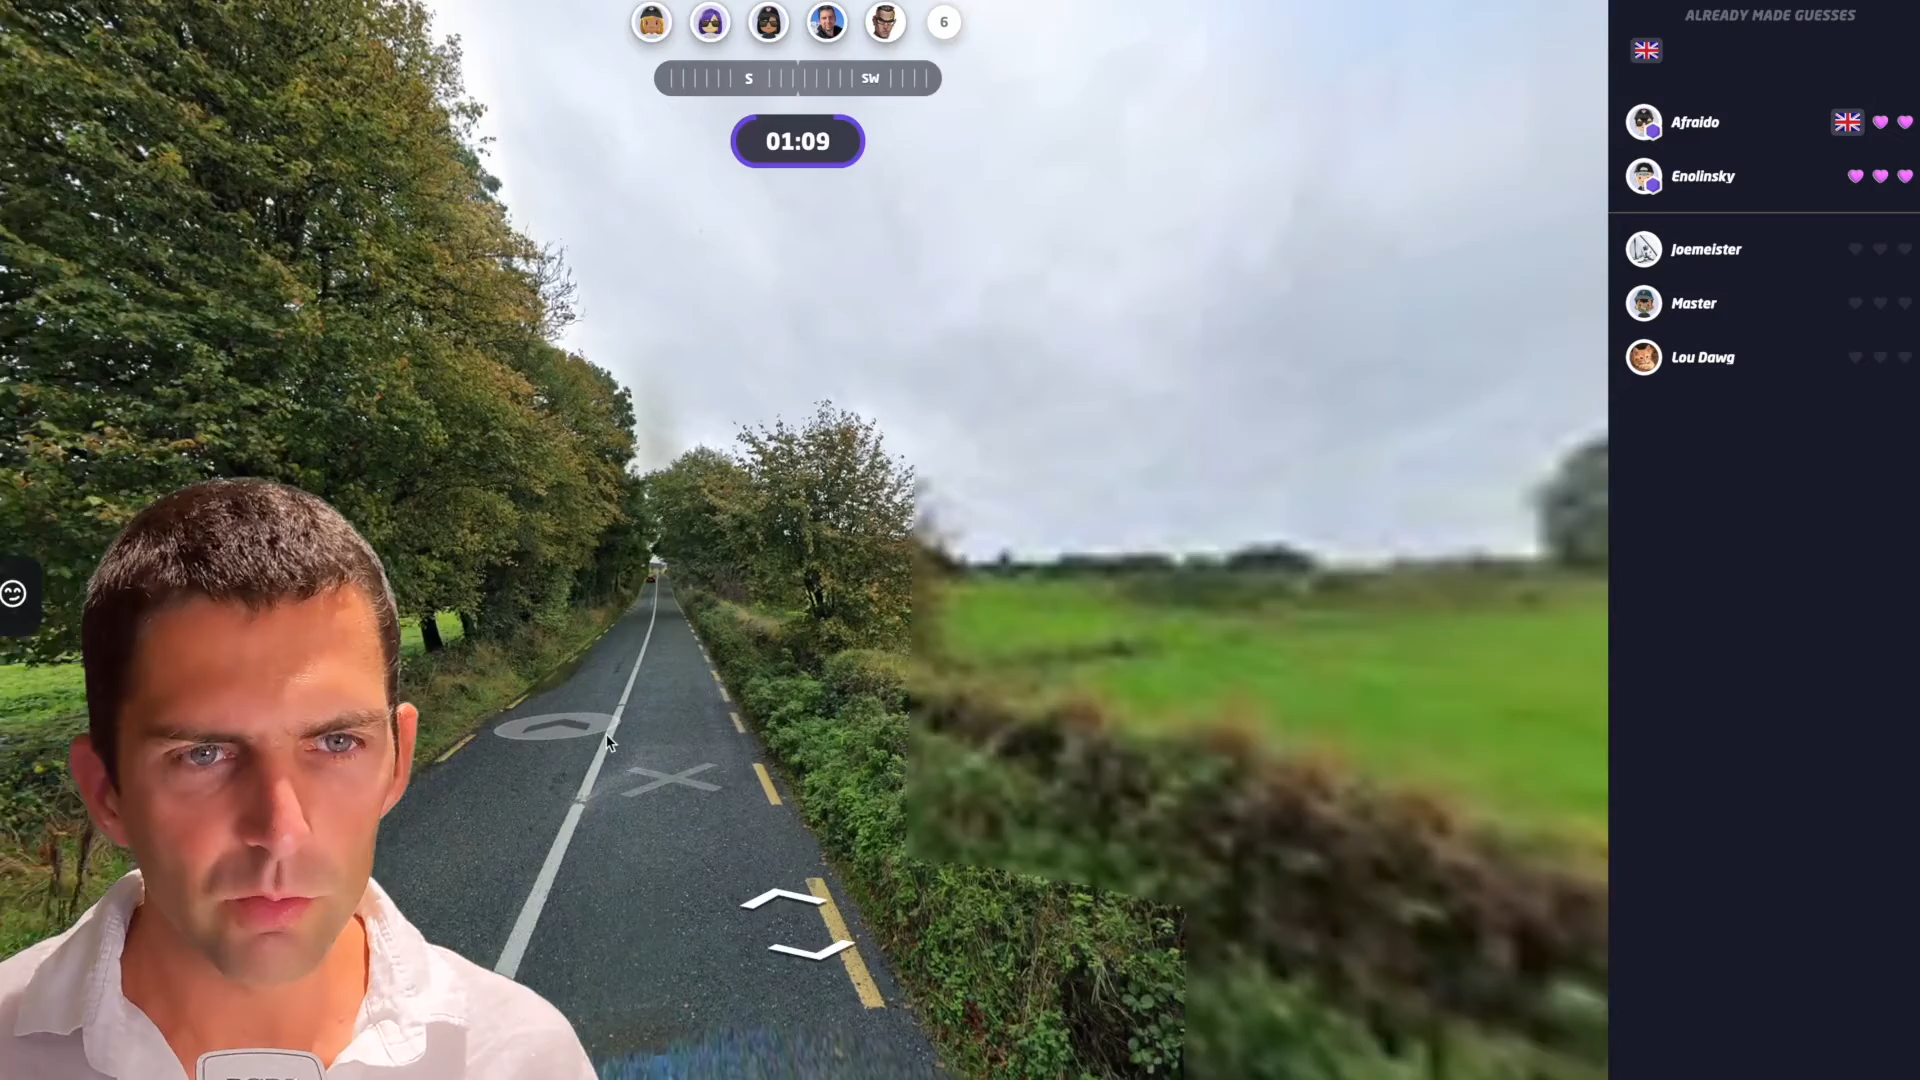 ALREADY MADE GUESSES
6
S SW
01:09
Afraido
Enolinsky
Joemeister
Master
Lou Dawg